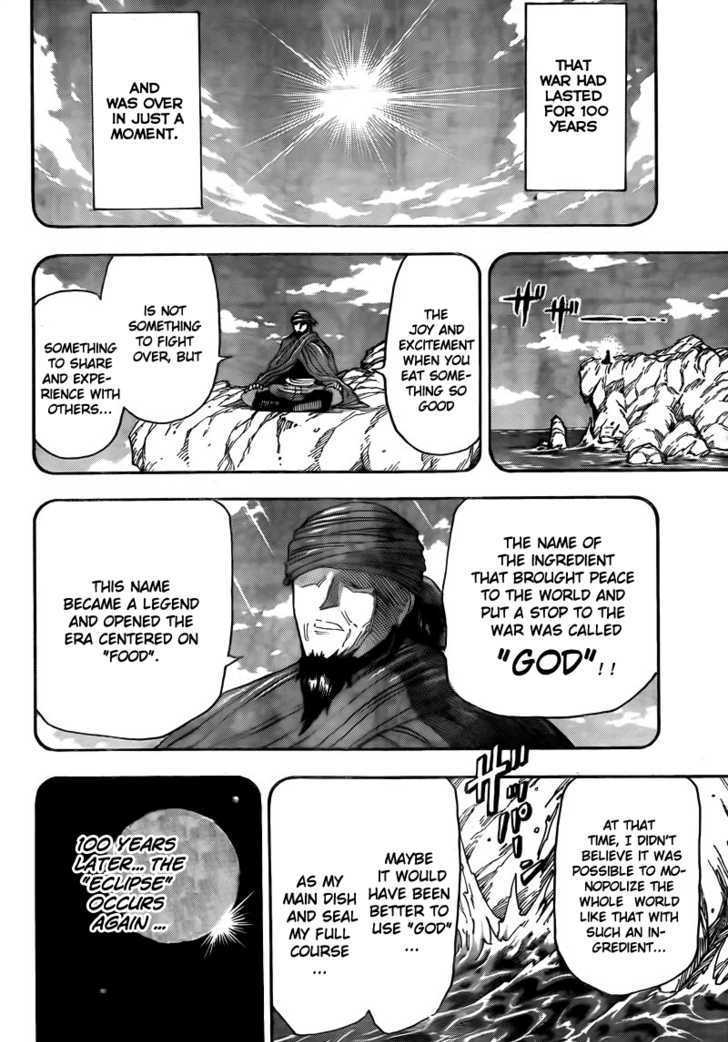 THAT
WAR HAD
LASTED
FOR 100
YEARS
AND
WAS OVER
IN JUST A
MOMENT.
ザザ
THE
JOY AND
EXCITEMENT
WHEN YOU
EAT SOME-
THING SO
GOOD
IS NOT
SOMETHING
TO FIGHT
OVER, BUT
SOMETHING
TO SHARE
AND EXPE-
RIENCE WITH
OTHERS...
THE NAME OF
THE INGREDIENT
THAT BROUGHT PEACE
TO THE WORLD AND
PUT A STOP TO THE
WAR WAS CALLED
"GOD"!!
THIS NAME
BECAME A LEGEND
AND OPENED THE
ERA CENTERED ON
"FOOD".
AT THAT
TIME, I DIDN'T
BELIEVE IT WAS
POSSIBLE TO MO-
NOPOLIZE THE
WHOLE WORLD
LIKE THAT WITH
SUCH AN IN-
GREDIENT...
MAYBE
IT WOULD
HAVE BEEN
BETTER TO
USE "GOD"
...
AS MY
MAIN DISH
AND SEAL
MY FULL
COURSE
...
100 YEARS
LATER... THE
"ECLIPSE"
OCCURS
AGAIN ...